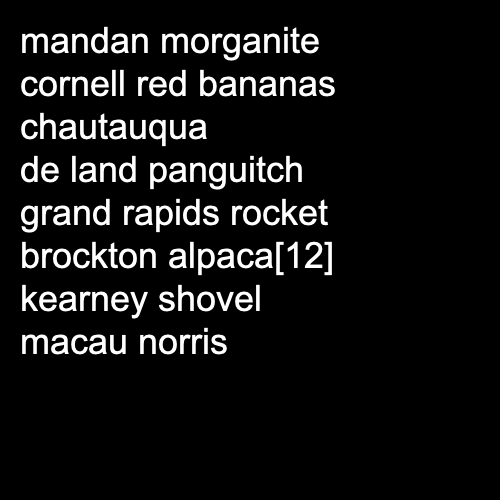 mandan morganite
cornell red bananas
chautauqua
de land panguitch
grand rapids rocket
brockton alpaca[12]
kearney shovel
macau norris